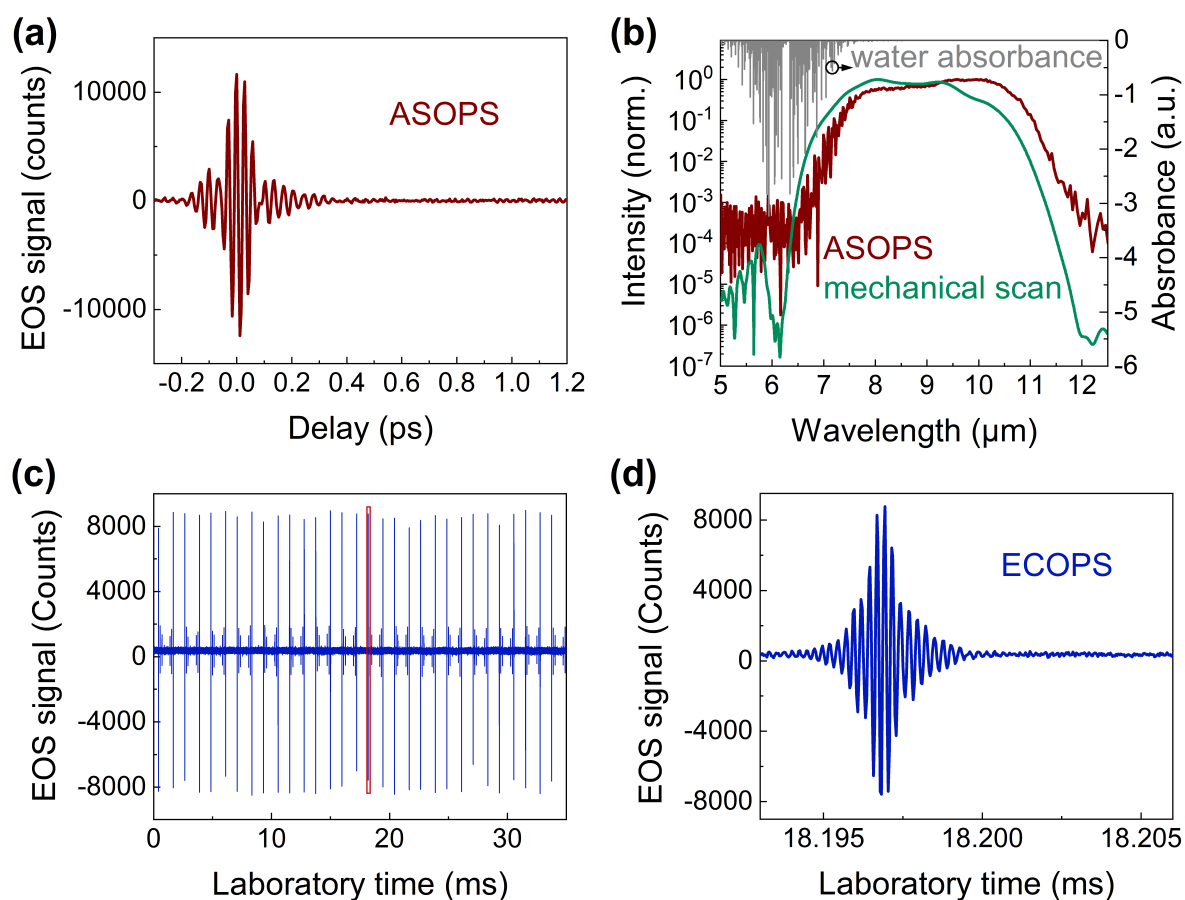 (a)
EOS signal (counts)
10000
0
-10000
ASOPS
-0.2 0.0 0.2 0.4 0.6 0.8 1.0 1.2
Delay (ps)
(b)
Intensity (norm.)
10^0
10^-1
10^-2
10^-3
10^-4
10^-5
10^-6
10^-7
water absorbance
ASOPS
mechanical scan
0
-1
-2
-3
-4
-5
-6
Absrobance (a.u.)
5 6 7 8 9 10 11 12
Wavelength (μm)
(c)
EOS signal (Counts)
8000
4000
0
-4000
-8000
0 10 20 30
Laboratory time (ms)
(d)
EOS signal (Counts)
8000
4000
0
-4000
-8000
ECOPS
18.195 18.200 18.205
Laboratory time (ms)